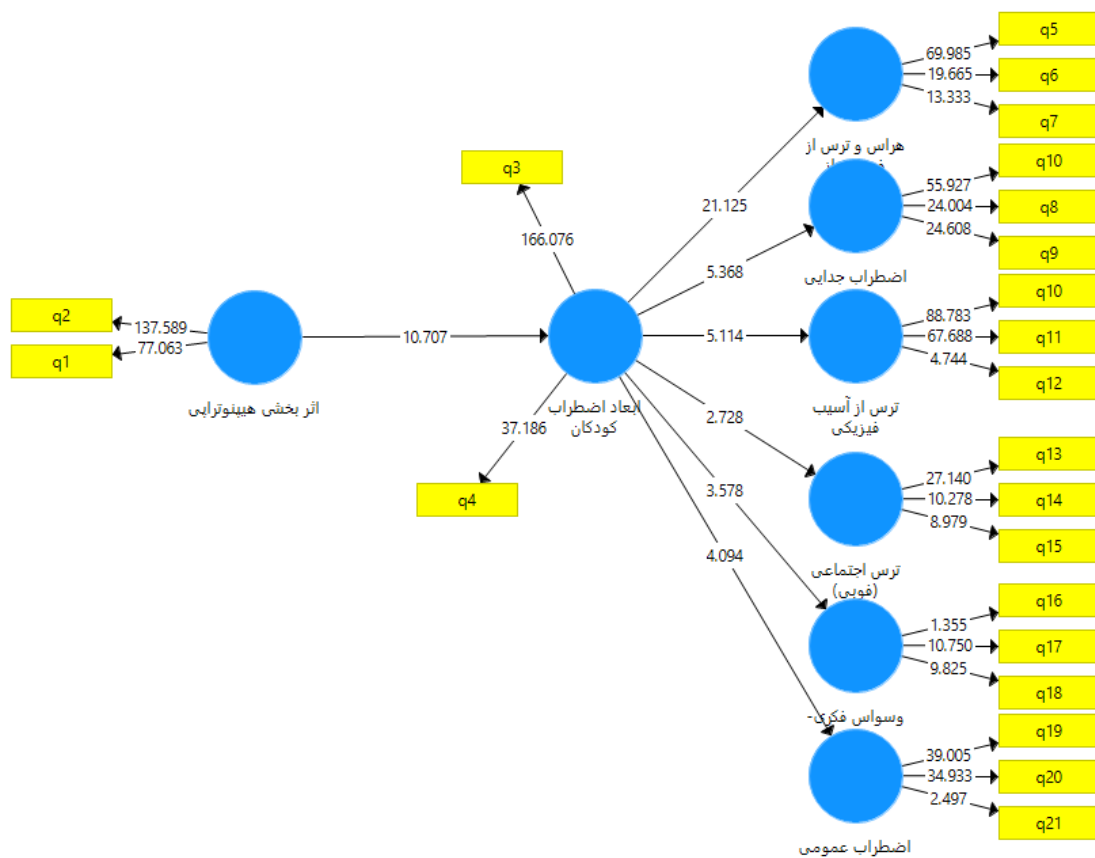 q5
69.985
q6
19.665
q7
13.333
هراس و ترس از
q10
55.927
q8
24.004
q9
24.608
اضطراب جدایی
q3
166.076
21.125
5.368
q2
137.589
q1
77.063
اثر بخشی هیپنوتراپی
10.707
ابعاد اضطراب
کودکان
5.114
q10
88.783
q11
67.688
q12
4.744
ترس از آسیب
فیزیکی
37.186
q4
2.728
3.578
4.094
q13
27.140
q14
10.278
q15
8.979
ترس اجتماعی
(فوبی)
q16
1.355
q17
10.750
q18
9.825
وسواس فکری-
q19
39.005
q20
34.933
q21
2.497
اضطراب عمومی